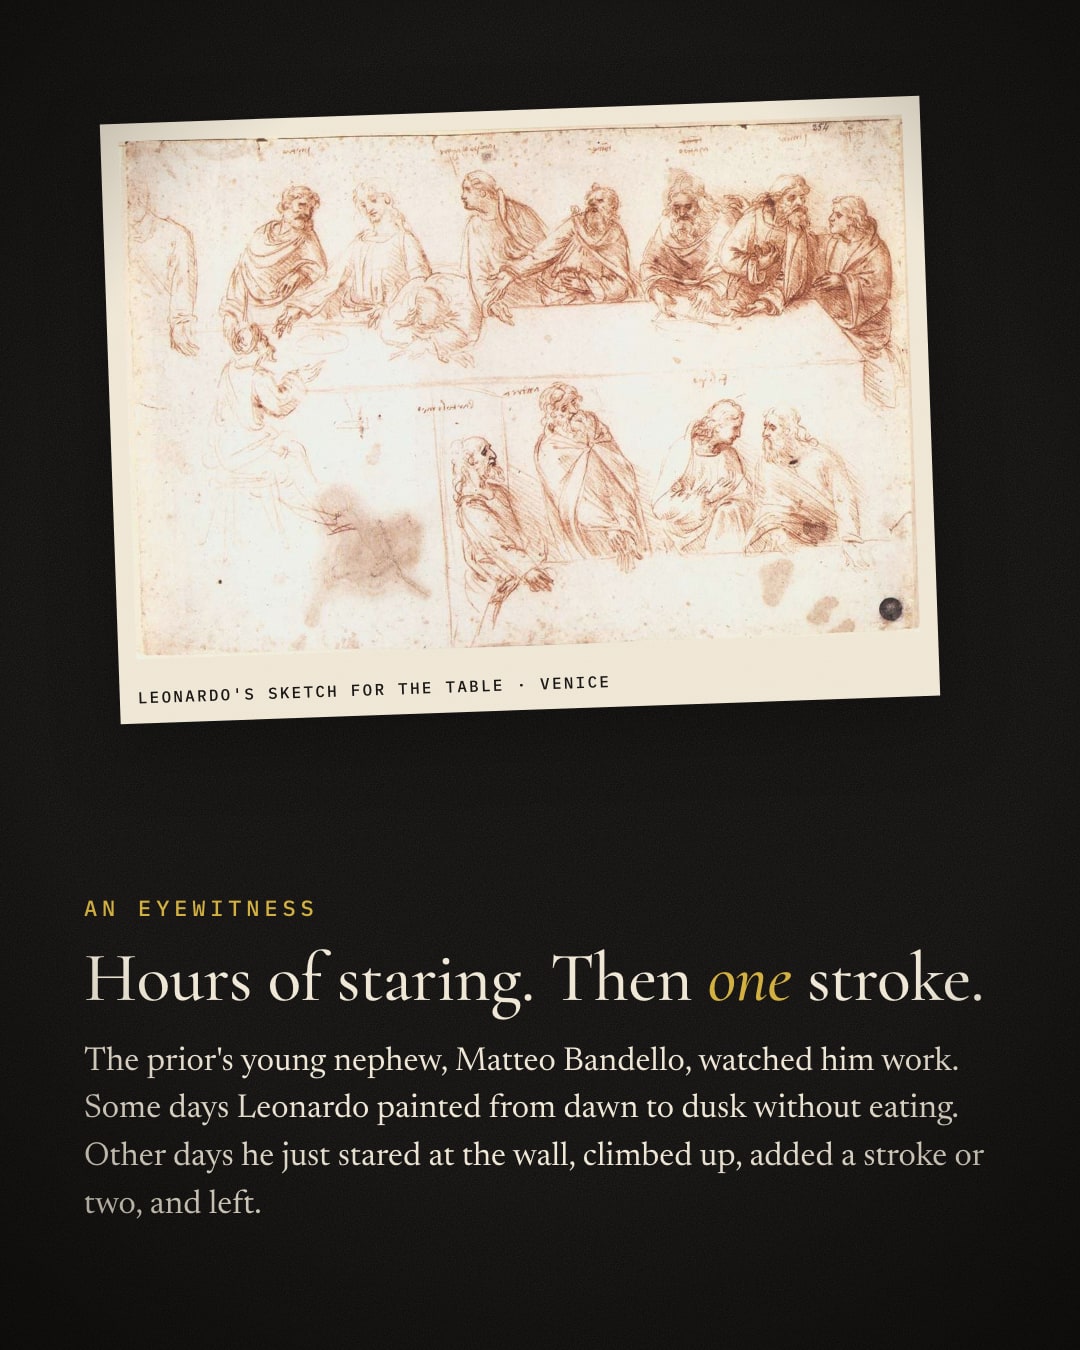 254
LEONARDO'S SKETCH FOR THE TABLE · VENICE
AN EYEWITNESS
Hours of staring. Then one stroke.
The prior's young nephew, Matteo Bandello, watched him work.
Some days Leonardo painted from dawn to dusk without eating.
Other days he just stared at the wall, climbed up, added a stroke or
two, and left.